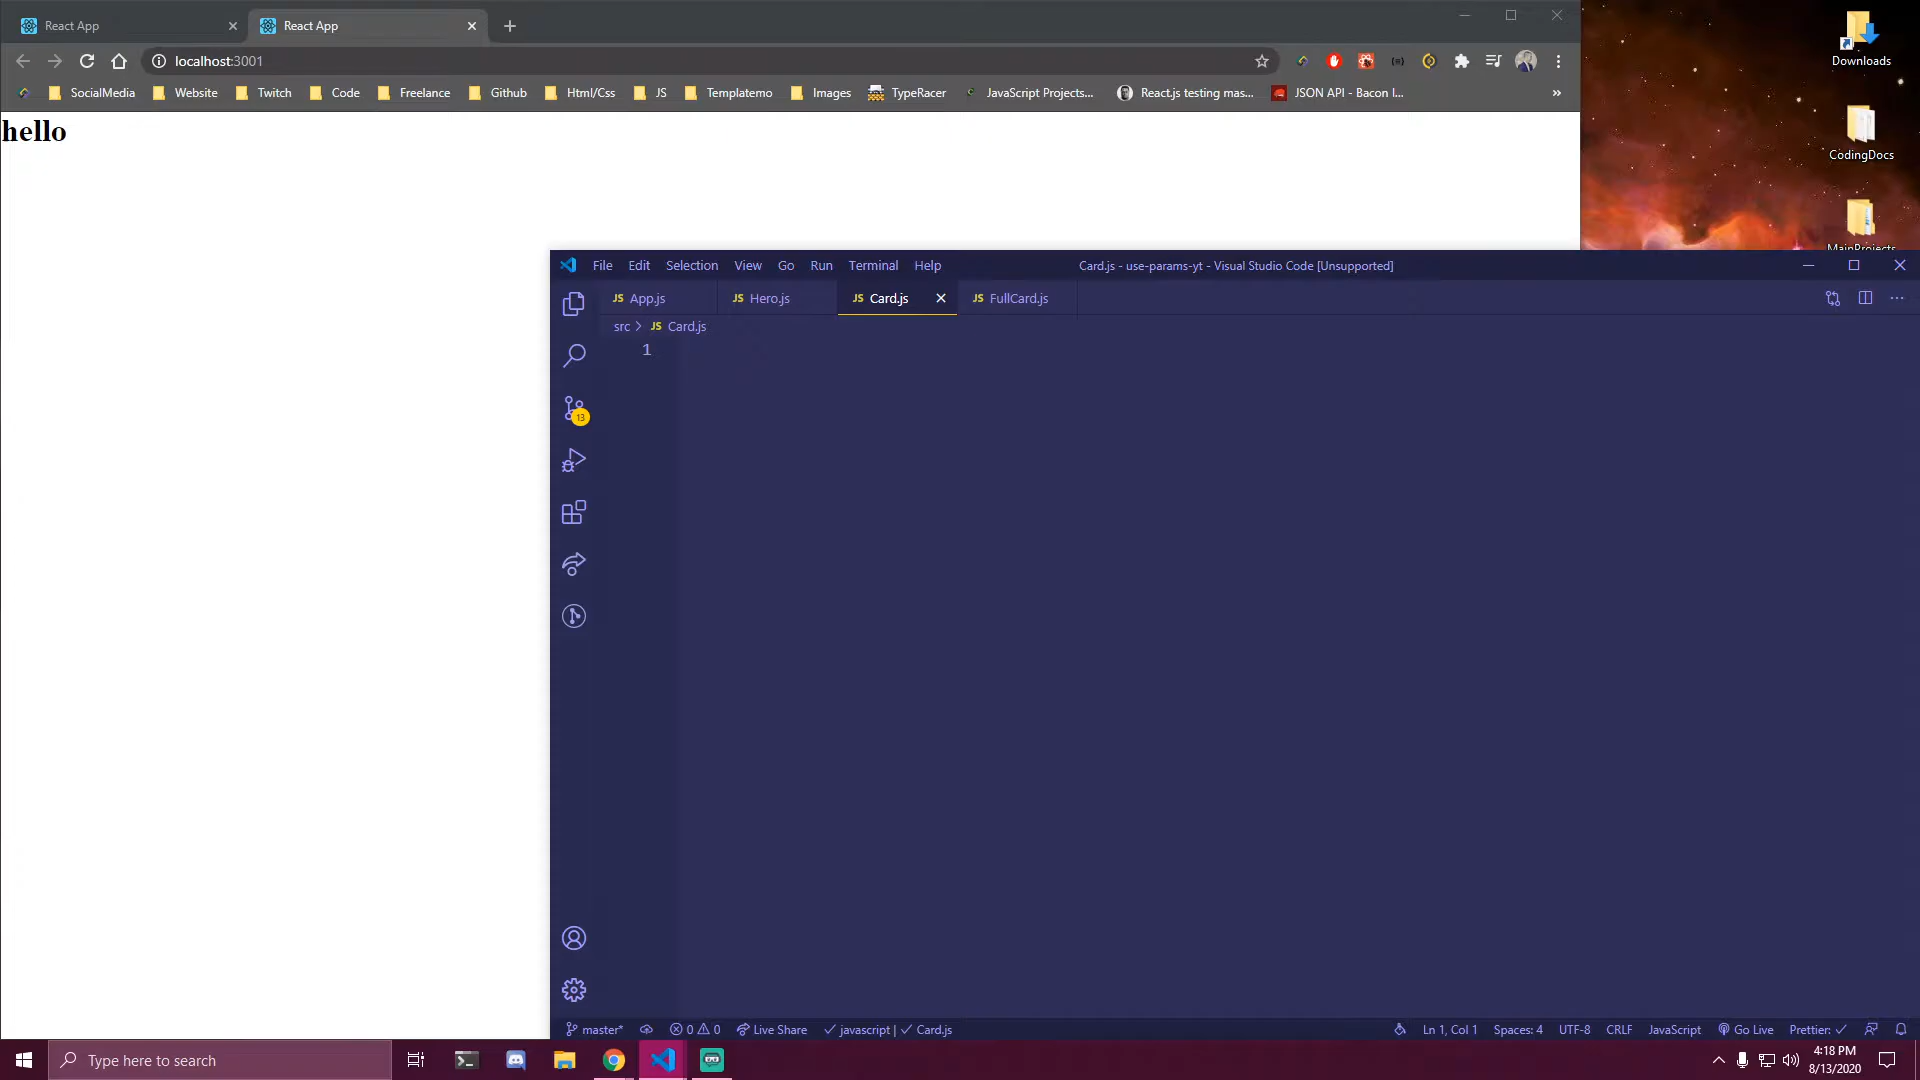 React App
React App
localhost:3001
SocialMedia Website Twitch Code Freelance Github Html/Css JS Templatemo Images TypeRacer JavaScript Projects... React.js testing mas... JSON API - Bacon I...
hello
Downloads
CodingDocs
MainProjects
File Edit Selection View Go Run Terminal Help
Card.js - use-params-yt - Visual Studio Code [Unsupported]
JS App.js JS Hero.js JS Card.js JS FullCard.js
src > JS Card.js
1
13
master* 0 0 Live Share javascript | Card.js
Ln 1, Col 1 Spaces: 4 UTF-8 CRLF JavaScript Go Live Prettier:
Type here to search
4:18 PM
8/13/2020